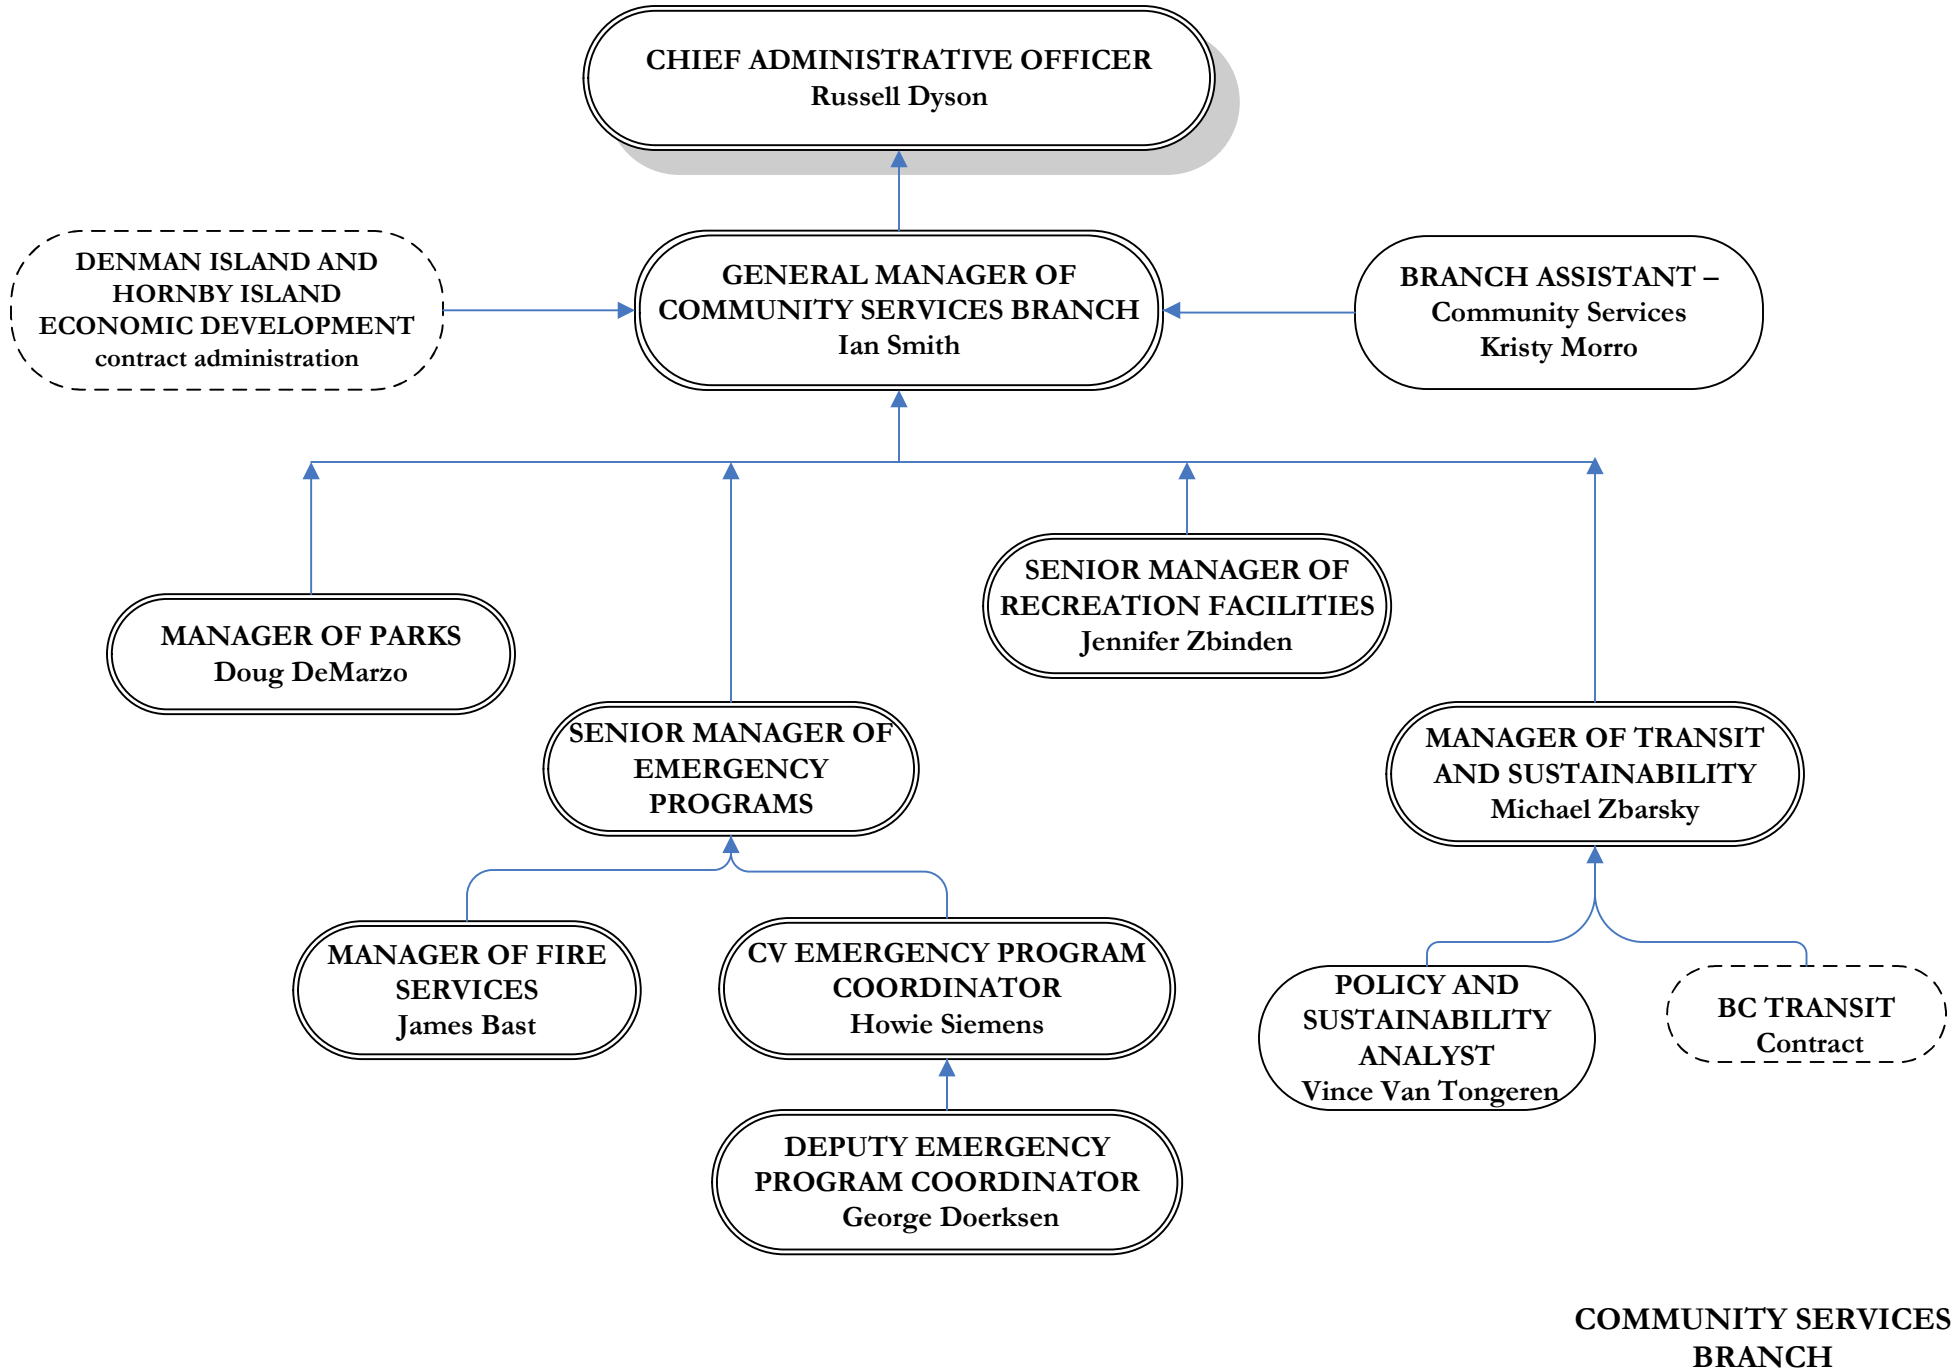 CHIEF ADMINISTRATIVE OFFICER
Russell Dyson
DENMAN ISLAND AND
HORNBY ISLAND
ECONOMIC DEVELOPMENT
contract administration
GENERAL MANAGER OF
COMMUNITY SERVICES BRANCH
Ian Smith
BRANCH ASSISTANT –
Community Services
Kristy Morro
MANAGER OF PARKS
Doug DeMarzo
SENIOR MANAGER OF
EMERGENCY
PROGRAMS
SENIOR MANAGER OF
RECREATION FACILITIES
Jennifer Zbinden
MANAGER OF TRANSIT
AND SUSTAINABILITY
Michael Zbarsky
MANAGER OF FIRE
SERVICES
James Bast
CV EMERGENCY PROGRAM
COORDINATOR
Howie Siemens
POLICY AND
SUSTAINABILITY
ANALYST
Vince Van Tongeren
BC TRANSIT
Contract
DEPUTY EMERGENCY
PROGRAM COORDINATOR
George Doerksen
COMMUNITY SERVICES
BRANCH